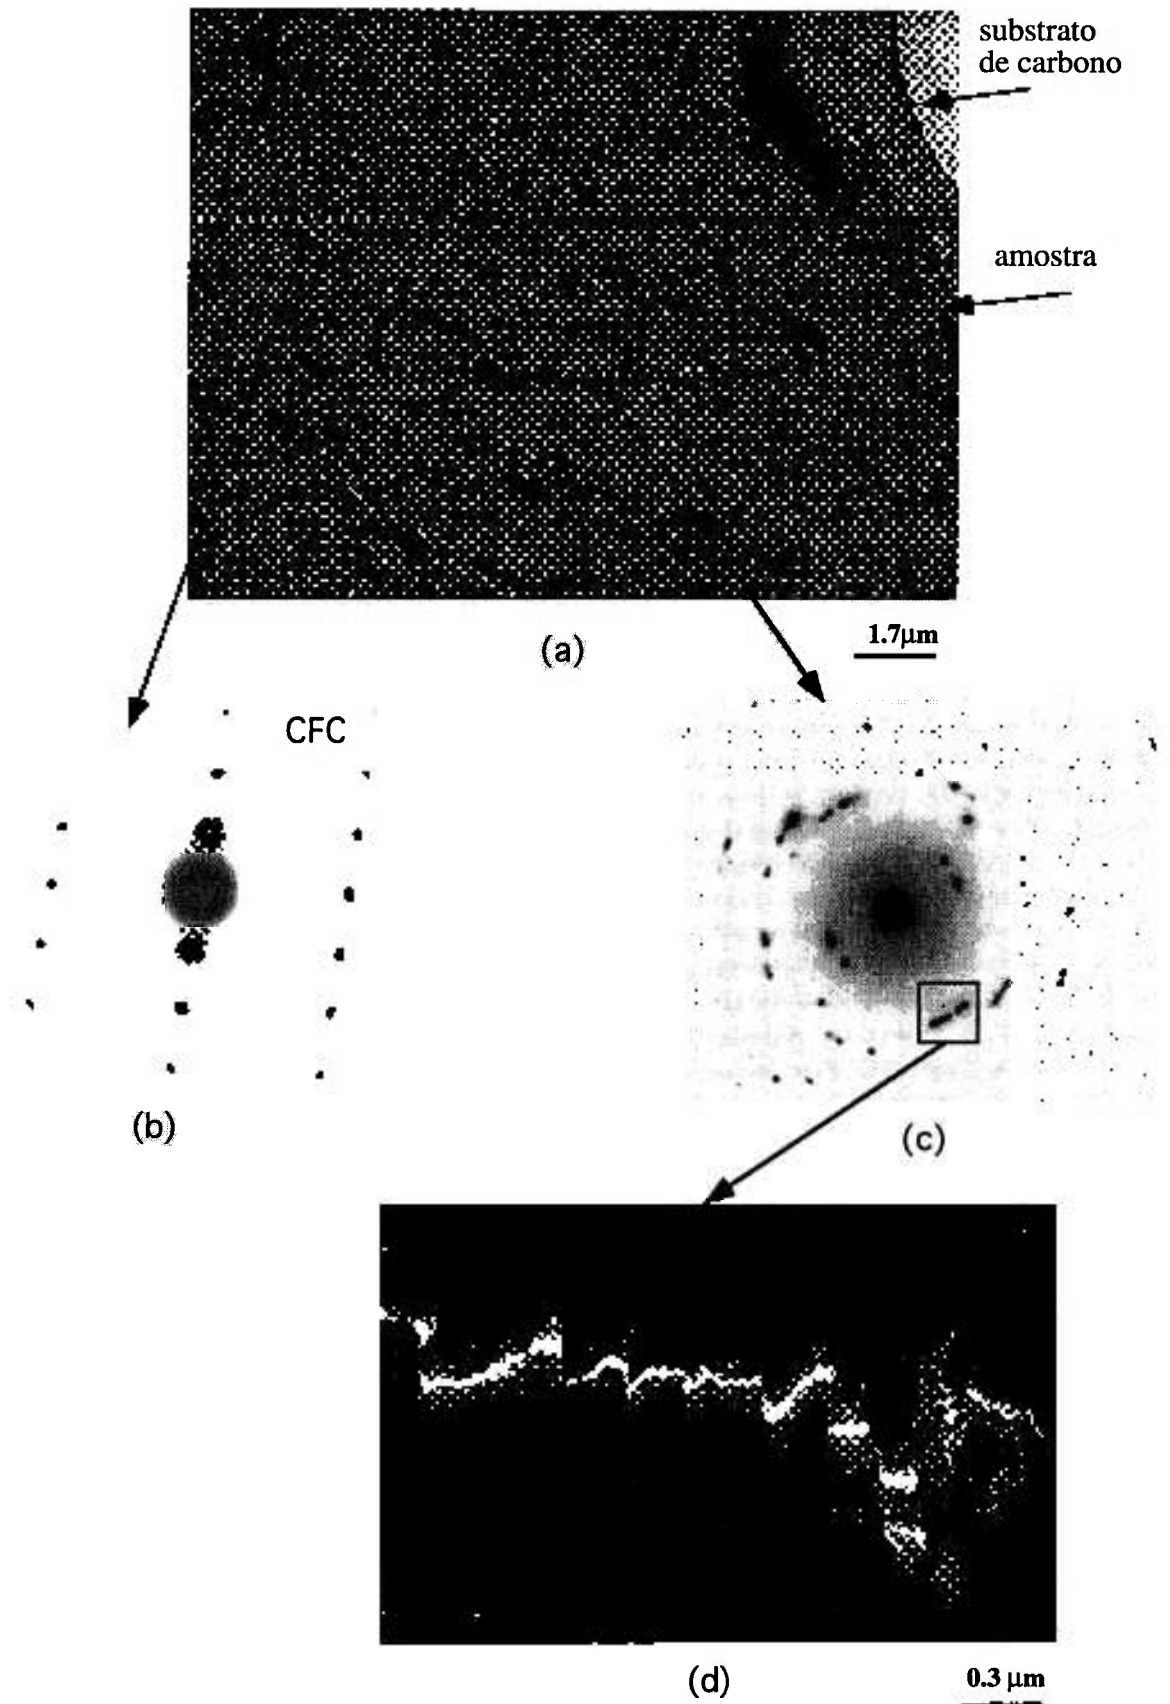 substrato
de carbono
amostra
(a)
1.7µm
CFC
(b)
(c)
(d)
0.3 µm